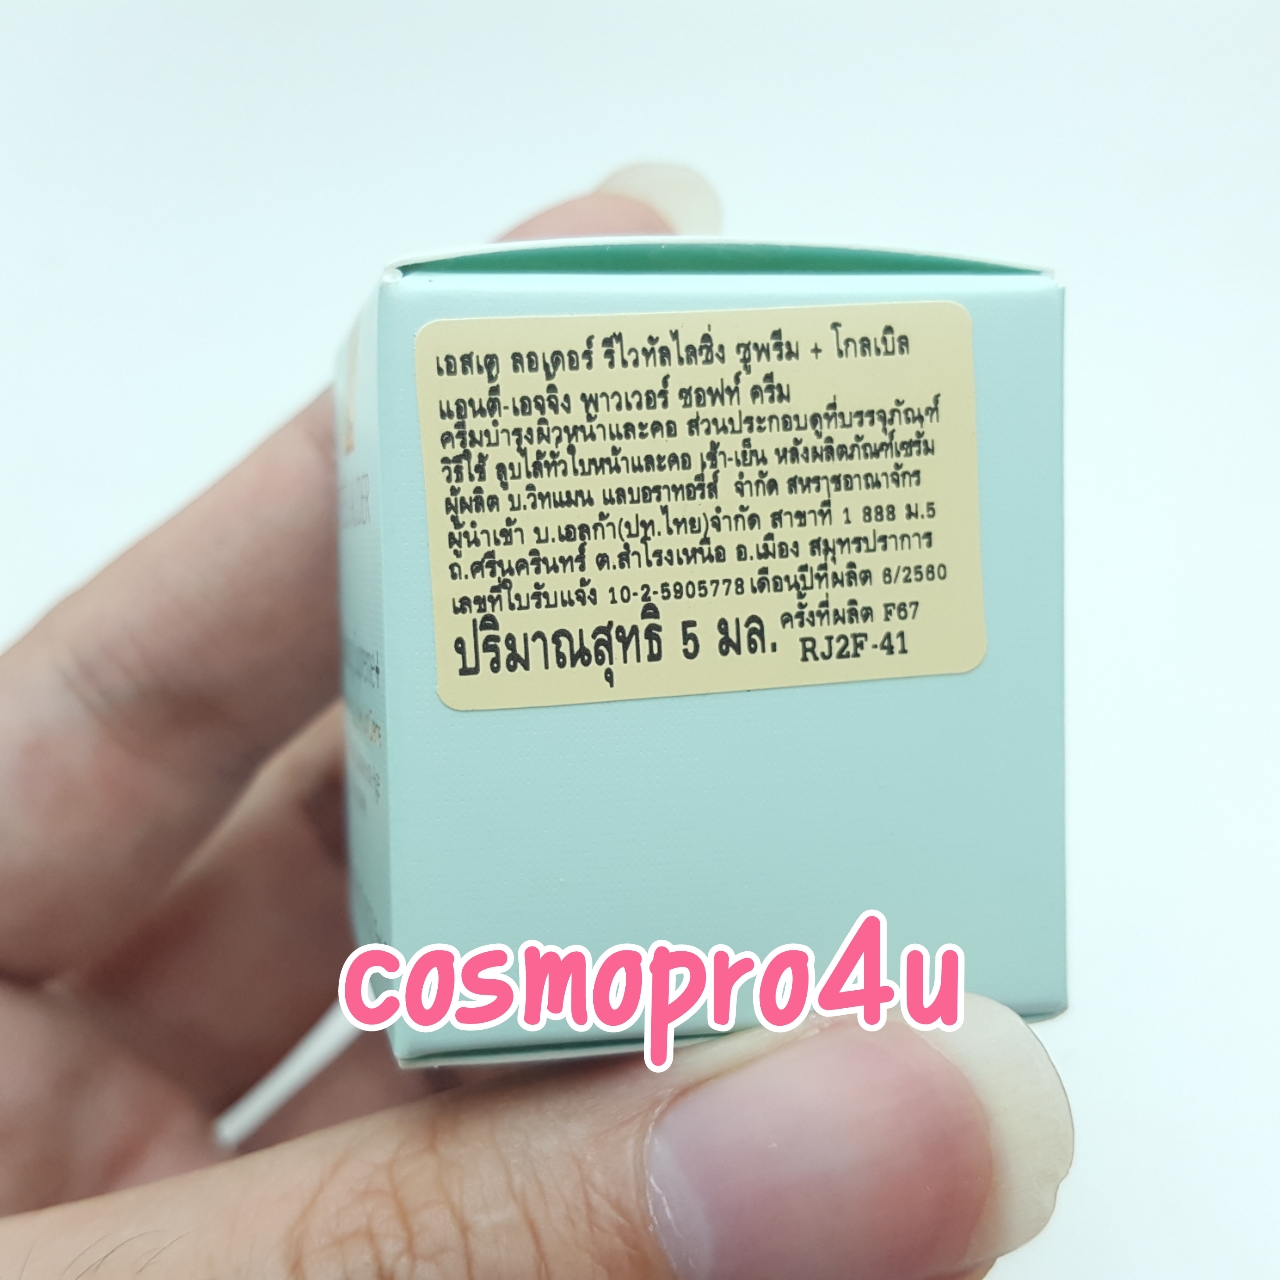 เอสเต ลอเดอร์ รีไวทัลไลซิ่ง ซูพรีม + โกลเบิล
แอนตี้-เอจจิ้ง พาวเวอร์ ซอฟท์ ครีม
ครีมบำรุงผิวหน้าและคอ ส่วนประกอบดูที่บรรจุภัณฑ์
วิธีใช้ ลูบไล้ทั่วใบหน้าและคอ เช้า-เย็น หลังผลิตภัณฑ์เซรั่ม
ผู้ผลิต บ.วิทแมน แลบอราทอรี่ส์ จำกัด สหราชอาณาจักร
ผู้นำเข้า บ.เอลก้า(ปท.ไทย)จำกัด สาขาที่ 1 888 ม.5
ถ.ศรีนครินทร์ ต.สำโรงเหนือ อ.เมือง สมุทรปราการ
เลขที่ใบรับแจ้ง 10-2-5905778 เดือนปีที่ผลิต 6/2560
ครั้งที่ผลิต F67
ปริมาณสุทธิ 5 มล. RJ2F-41
cosmopro4u